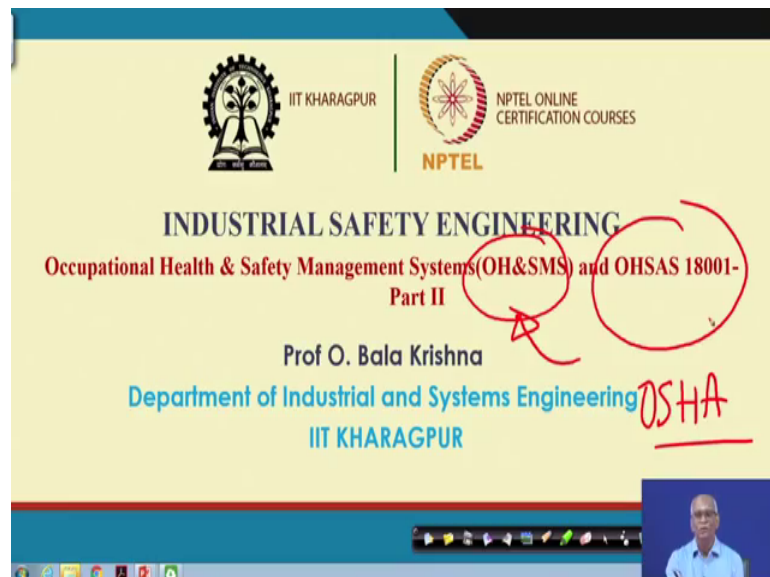 IIT KHARAGPUR
NPTEL ONLINE
CERTIFICATION COURSES
NPTEL
INDUSTRIAL SAFETY ENGINEERING
Occupational Health & Safety Management Systems(OH&SMS) and OHSAS 18001-
Part II
Prof O. Bala Krishna
Department of Industrial and Systems Engineering
OSHA
IIT KHARAGPUR